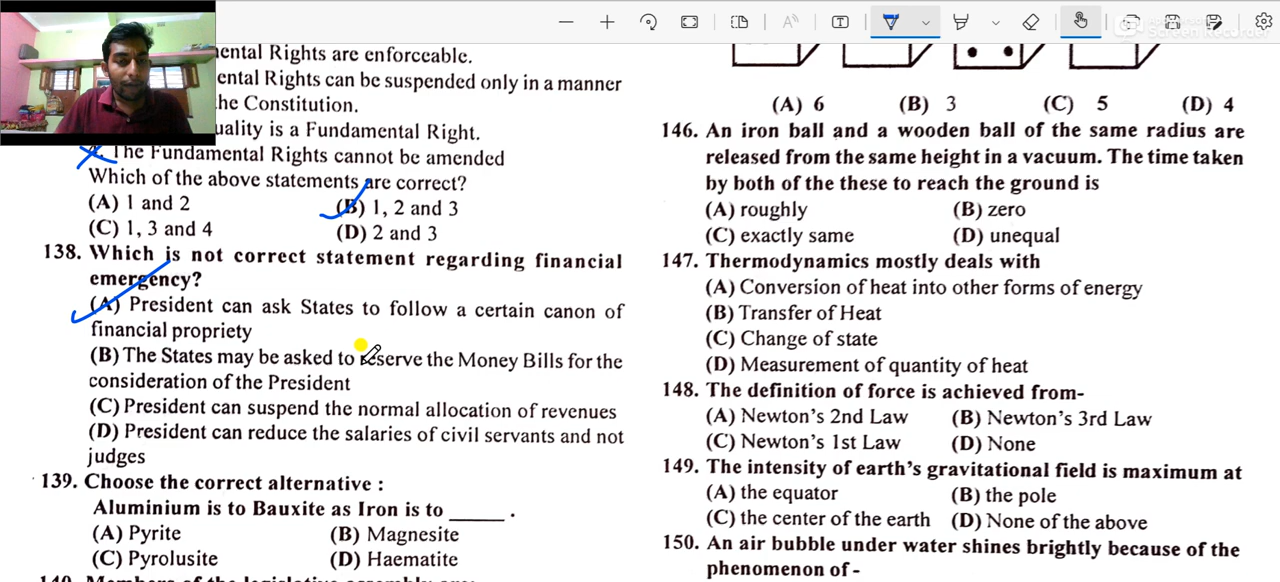 SCREEN RECORDER
mental Rights are enforceable.
ental Rights can be suspended only in a manner
he Constitution.
uality is a Fundamental Right.
The Fundamental Rights cannot be amended
Which of the above statements are correct?
(A) 1 and 2
(B) 1, 2 and 3
(C) 1, 3 and 4
(D) 2 and 3
138. Which is not correct statement regarding financial
emergency?
(A) President can ask States to follow a certain canon of
financial propriety
(B) The States may be asked to reserve the Money Bills for the
consideration of the President
(C) President can suspend the normal allocation of revenues
(D) President can reduce the salaries of civil servants and not
judges
139. Choose the correct alternative :
Aluminium is to Bauxite as Iron is to _____ .
(A) Pyrite
(B) Magnesite
(C) Pyrolusite
(D) Haematite
140. Members of the legislative assembly are
(A) 6 (B) 3 (C) 5 (D) 4
146. An iron ball and a wooden ball of the same radius are
released from the same height in a vacuum. The time taken
by both of the these to reach the ground is
(A) roughly (B) zero
(C) exactly same (D) unequal
147. Thermodynamics mostly deals with
(A) Conversion of heat into other forms of energy
(B) Transfer of Heat
(C) Change of state
(D) Measurement of quantity of heat
148. The definition of force is achieved from-
(A) Newton's 2nd Law (B) Newton's 3rd Law
(C) Newton's 1st Law (D) None
149. The intensity of earth's gravitational field is maximum at
(A) the equator (B) the pole
(C) the center of the earth (D) None of the above
150. An air bubble under water shines brightly because of the
phenomenon of -